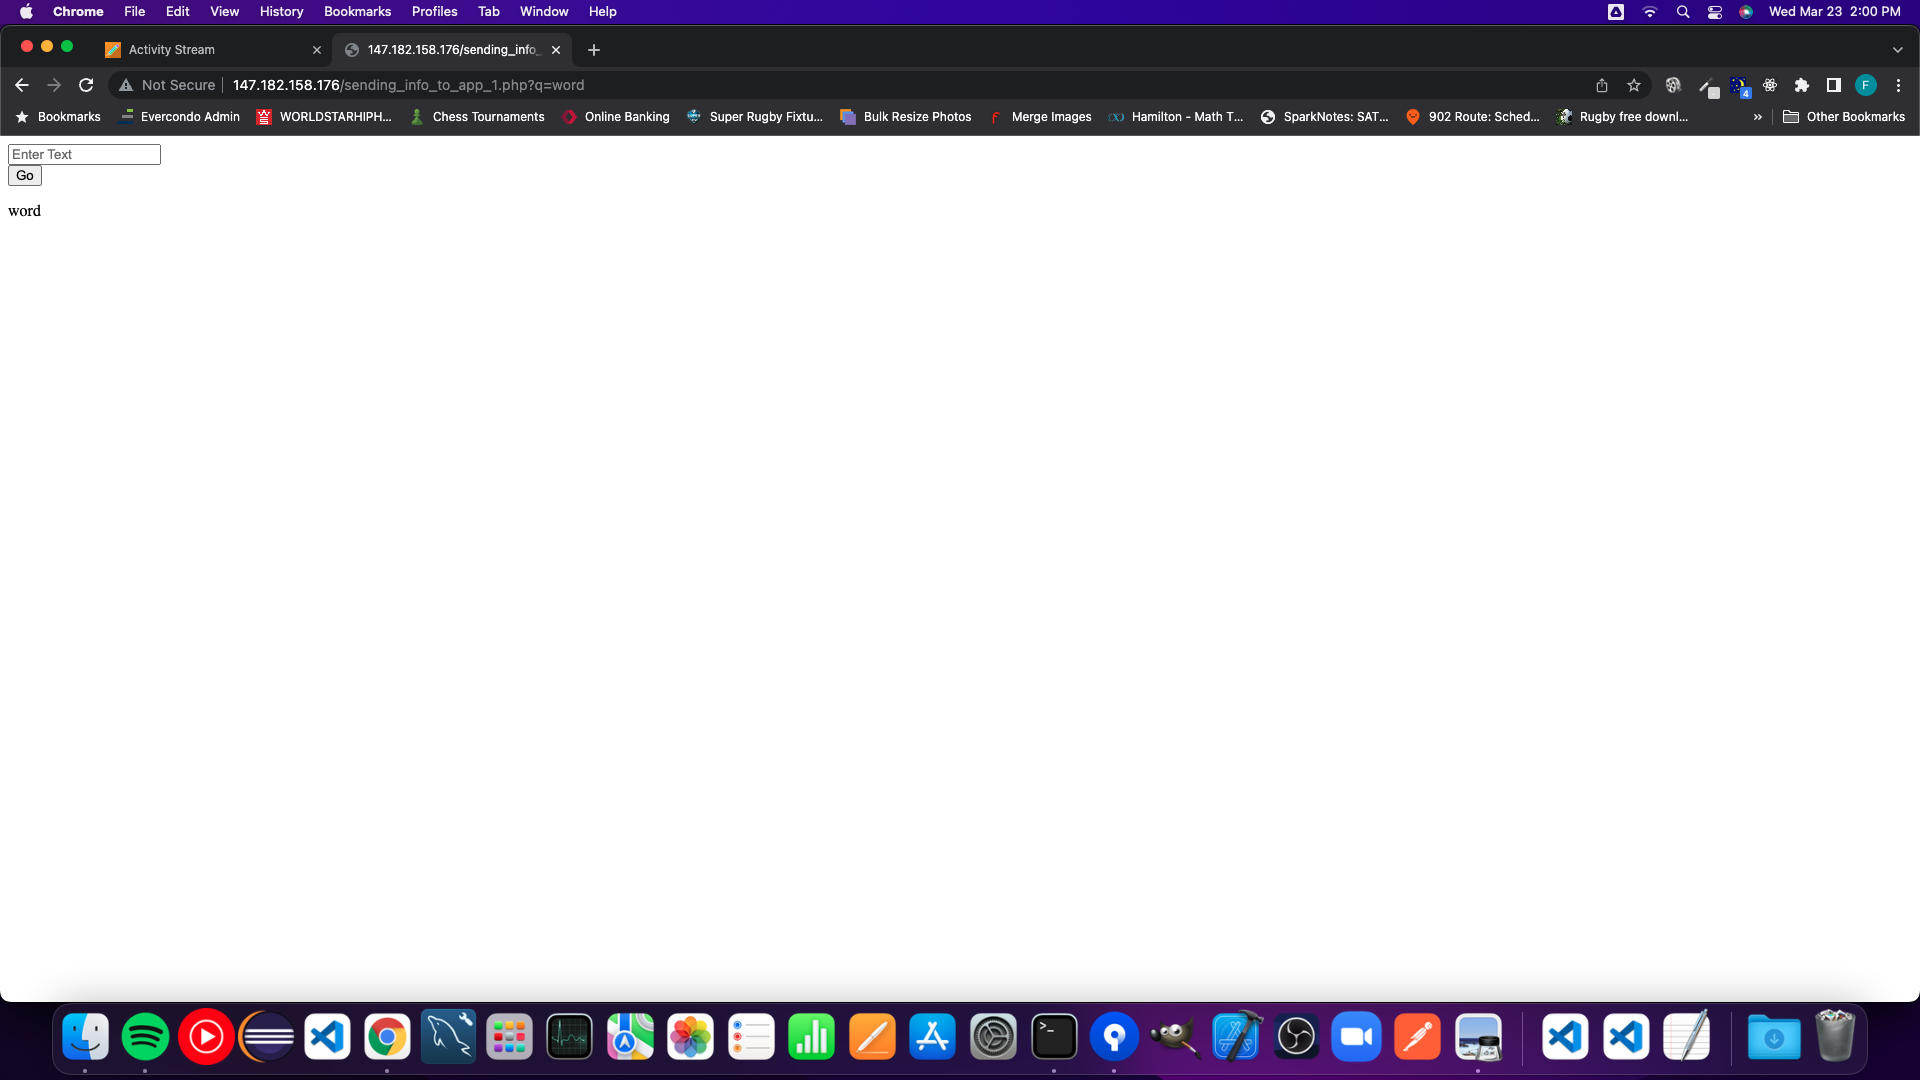 Chrome File Edit View History Bookmarks Profiles Tab Window Help Wed Mar 23 2:00 PM
Activity Stream 147.182.158.176/sending_info_
Not Secure 147.182.158.176/sending_info_to_app_1.php?q=word F
Bookmarks Evercondo Admin WORLDSTARHIPH... Chess Tournaments Online Banking Super Rugby Fixtu... Bulk Resize Photos Merge Images Hamilton - Math T... SparkNotes: SAT... 902 Route: Sched... Rugby free downl... » Other Bookmarks
Enter Text
Go
word